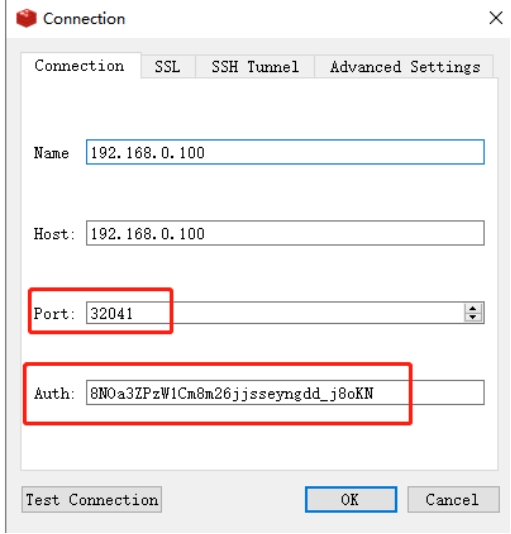 Connection
Connection SSL SSH Tunnel Advanced Settings
Name 192.168.0.100
Host: 192.168.0.100
Port: 32041
Auth: 8NOa3ZPzW1Cm8m26jjsseyngdd_j8oKN
Test Connection OK Cancel